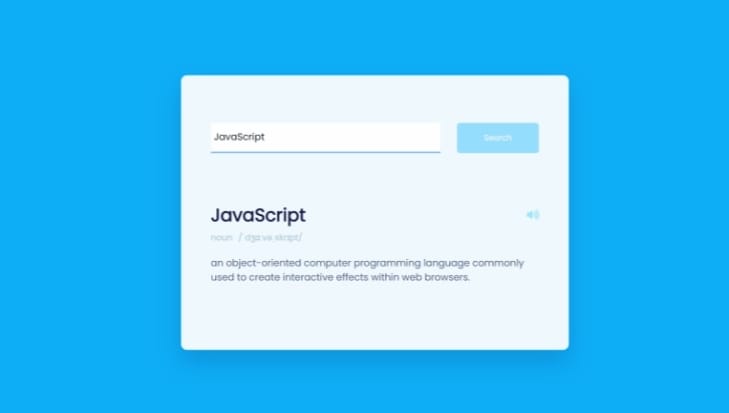 JavaScript
Search
JavaScript
noun
an object-oriented computer programming language commonly
used to create interactive effects within web browsers.